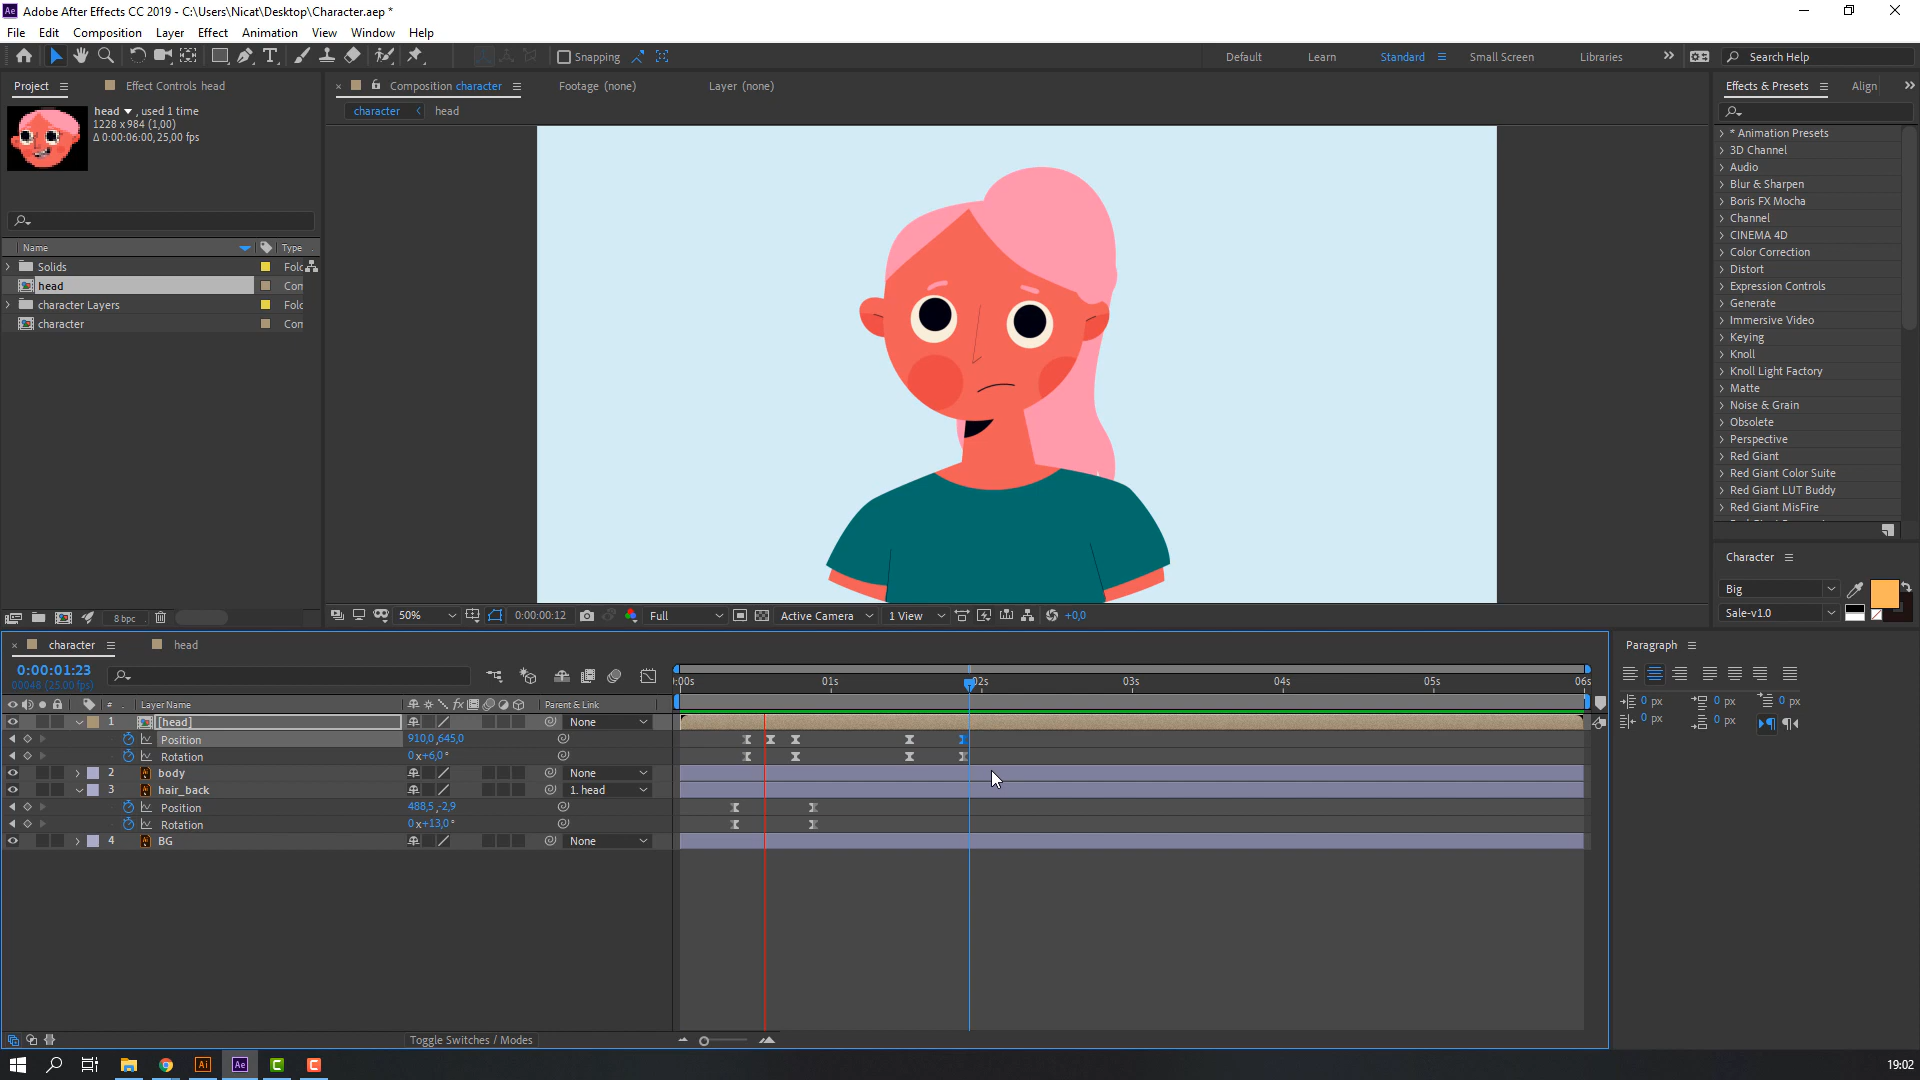 Adobe After Effects CC 2019 - C:\Users\Nicat\Desktop\Character.aep *
File Edit Composition Layer Effect Animation View Window Help
Snapping
Default Learn Standard Small Screen Libraries
Search Help
Project
Effect Controls head
Composition character
Footage (none)
Layer (none)
Effects & Presets
Align
head , used 1 time
1228 x 984 (1,00)
Δ 0:00:06:00, 25,00 fps
character head
Name Type
Solids Folc
head Con
character Layers Folc
character Con
* Animation Presets
3D Channel
Audio
Blur & Sharpen
Boris FX Mocha
Channel
CINEMA 4D
Color Correction
Distort
Expression Controls
Generate
Immersive Video
Keying
Knoll
Knoll Light Factory
Matte
Noise & Grain
Obsolete
Perspective
Red Giant
Red Giant Color Suite
Red Giant LUT Buddy
Red Giant MisFire
Character
Big
Sale-v1.0
8 bpc
50% 0:00:00:12 Full Active Camera 1 View +0,0
character head
Paragraph
0:00:01:23
00048 (25.00 fps)
):00s 01s 02s 03s 04s 05s 06s
# Layer Name fx Parent & Link
1 [head] None
Position 910,0,645,0
Rotation 0x+6,0°
2 body None
3 hair_back 1. head
Position 488,5,-2,9
Rotation 0x+13,0°
4 BG None
0 px 0 px 0 px
0 px 0 px
Toggle Switches / Modes
Ai Ae C C
19:02